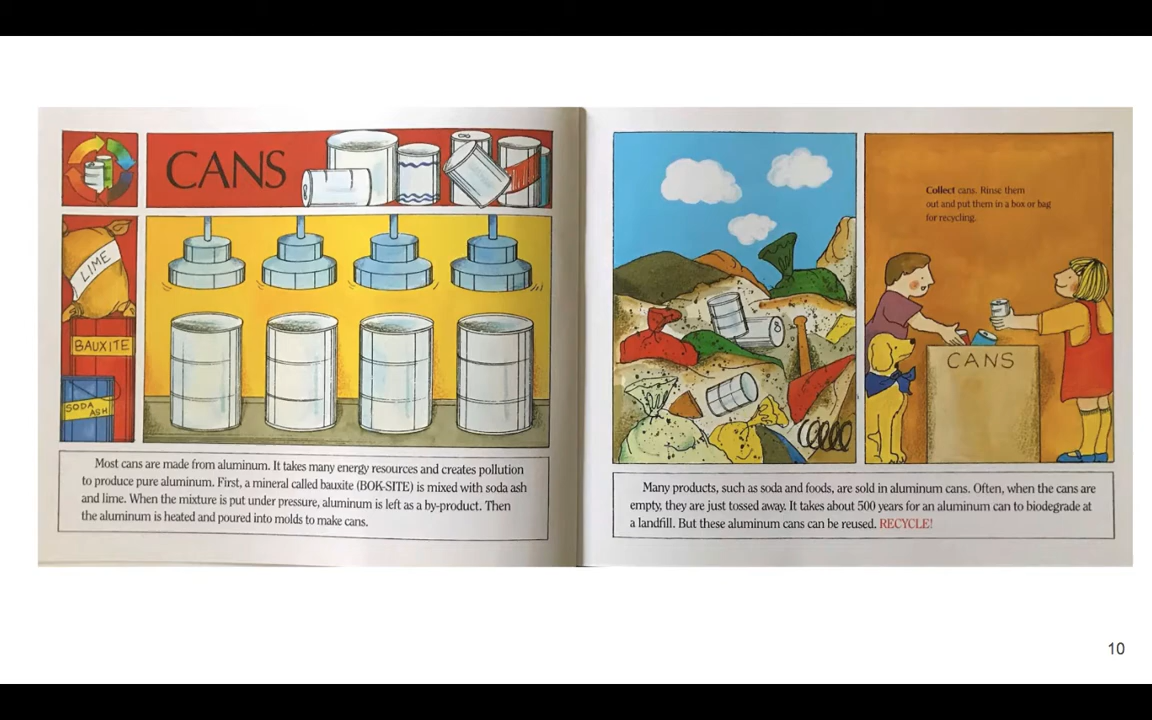 CANS
LIME
BAUXITE
SODA
ASH
Most cans are made from aluminum. It takes many energy resources and creates pollution
to produce pure aluminum. First, a mineral called bauxite (BOK-SITE) is mixed with soda ash
and lime. When the mixture is put under pressure, aluminum is left as a by-product. Then
the aluminum is heated and poured into molds to make cans.
Collect cans. Rinse them
out and put them in a box or bag
for recycling.
CANS
Many products, such as soda and foods, are sold in aluminum cans. Often, when the cans are
empty, they are just tossed away. It takes about 500 years for an aluminum can to biodegrade at
a landfill. But these aluminum cans can be reused. RECYCLE!
10